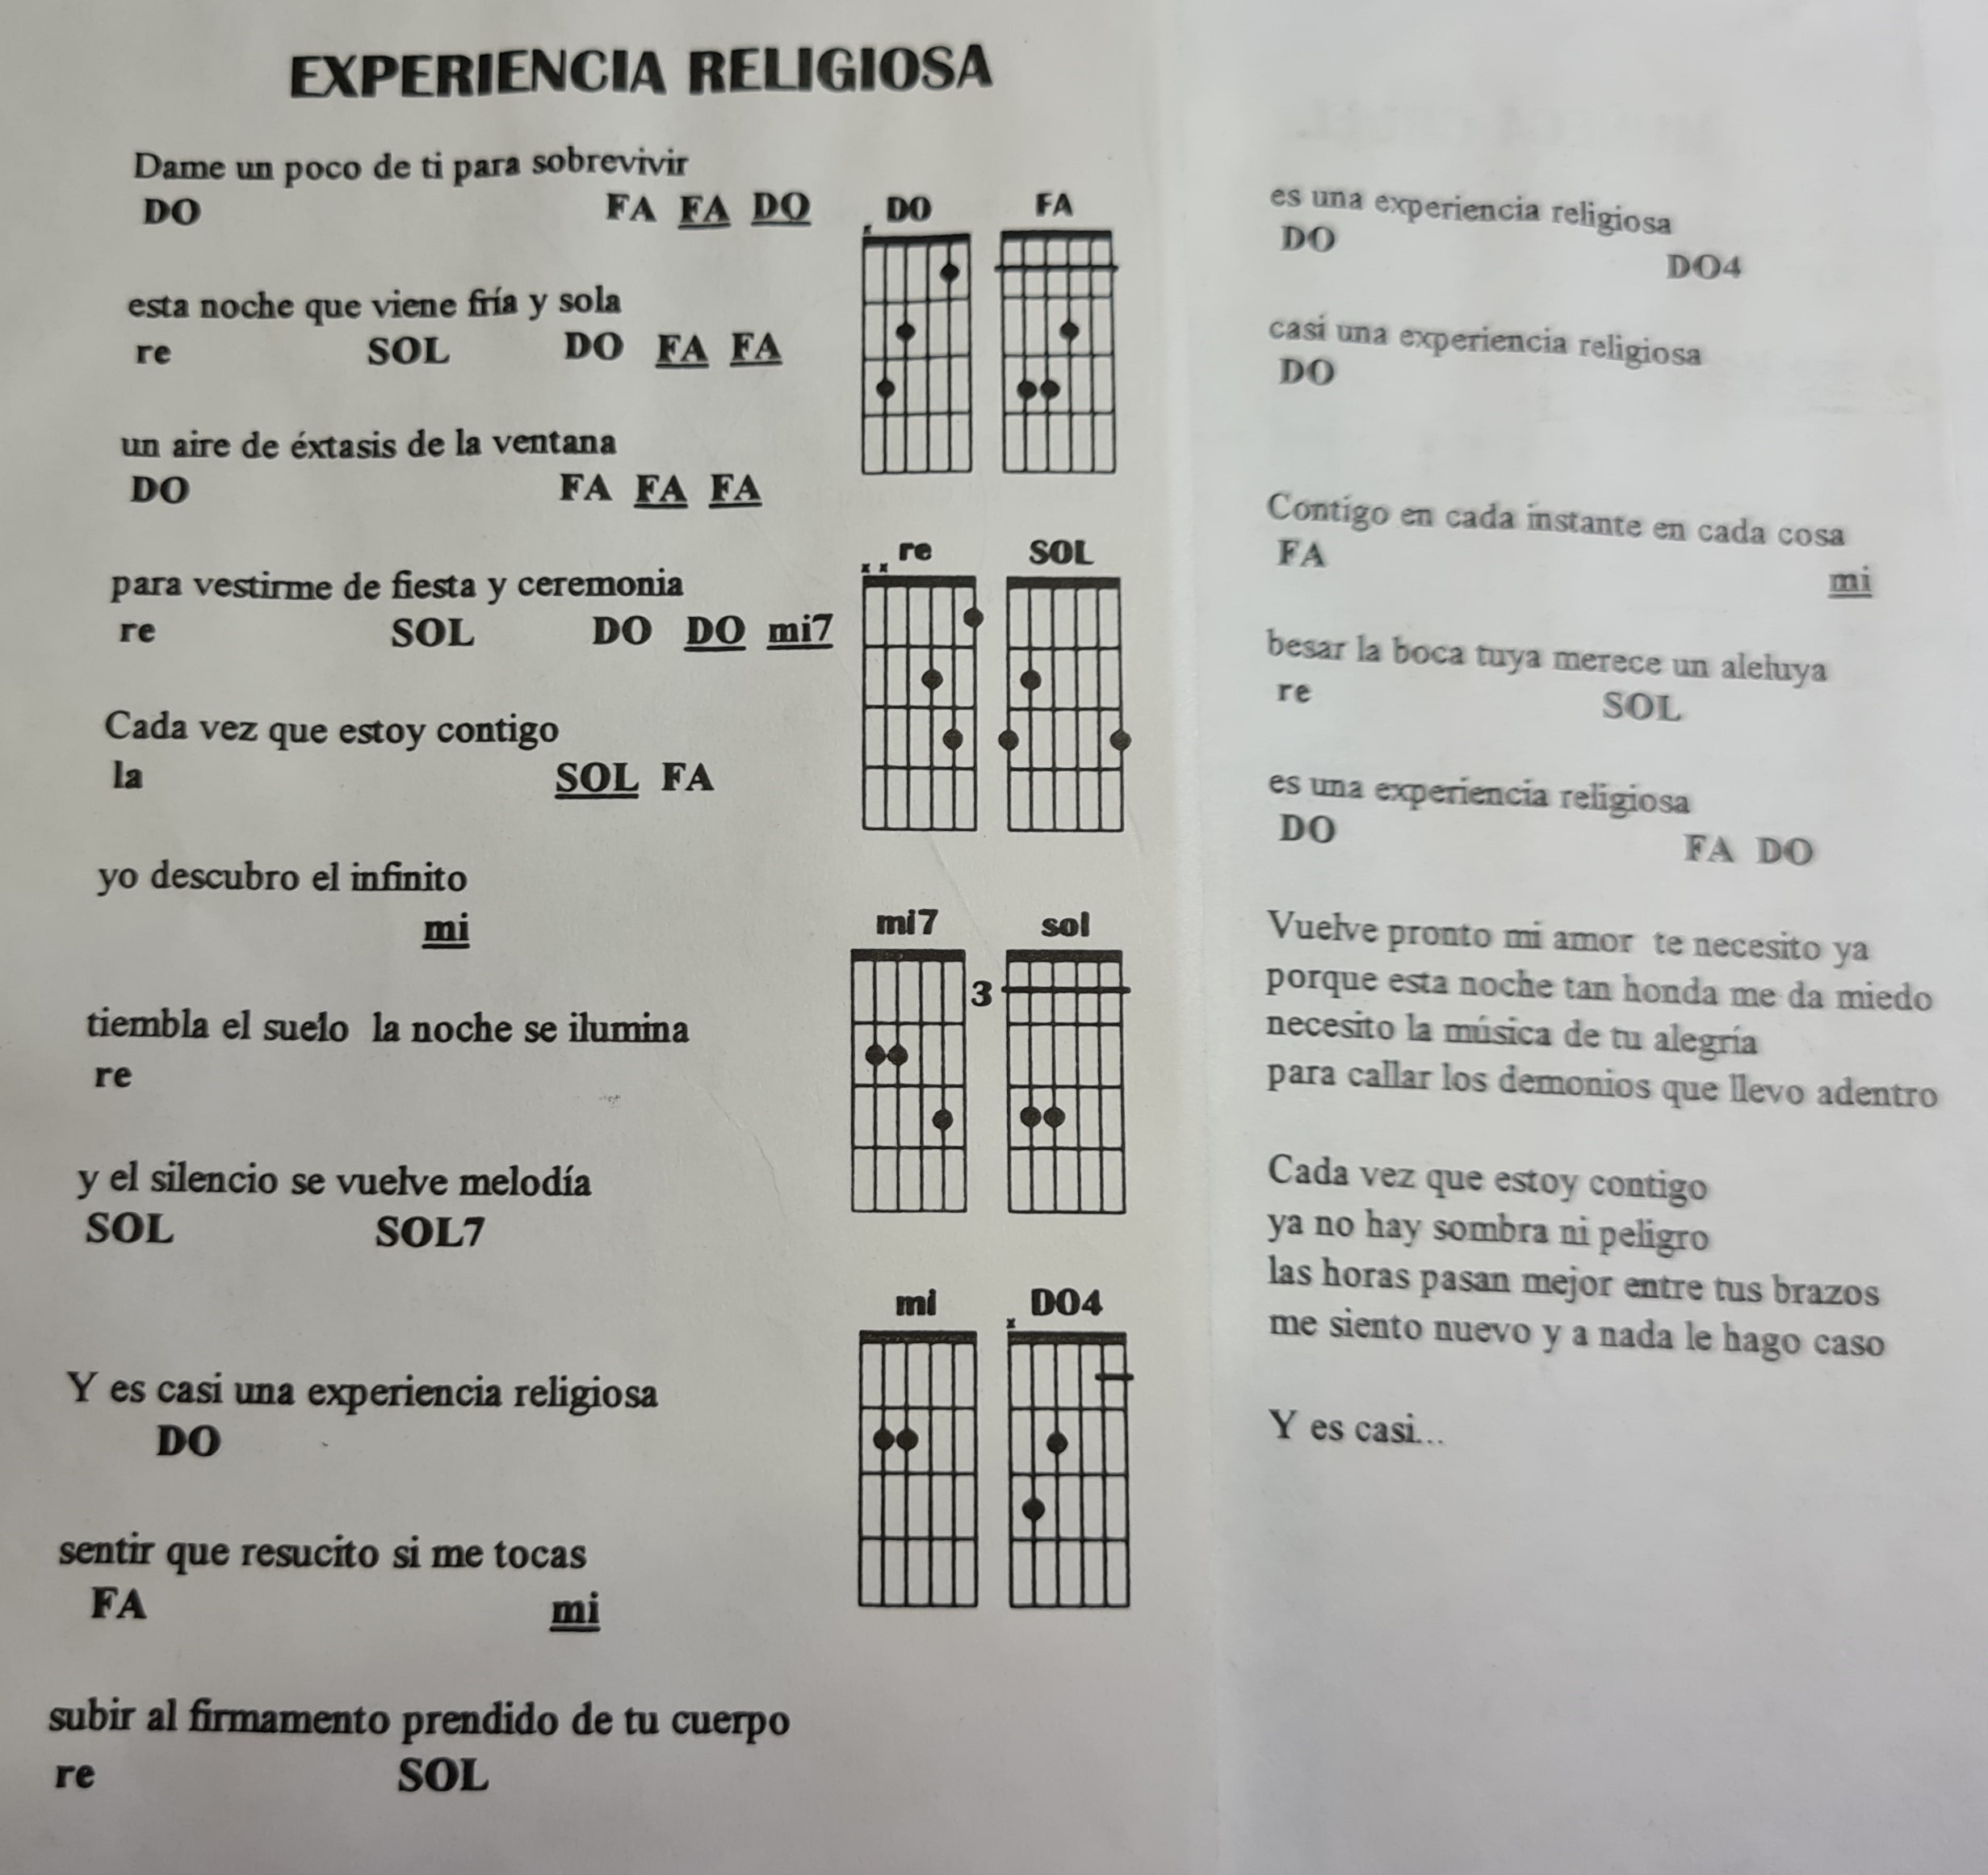 EXPERIENCIA RELIGIOSA
Dame un poco de ti para sobrevivir
DO FA FA DO
esta noche que viene fría y sola
re SOL DO FA FA
un aire de éxtasis de la ventana
DO FA FA FA
para vestirme de fiesta y ceremonia
re SOL DO DO mi7
Cada vez que estoy contigo
la SOL FA
yo descubro el infinito
mi
tiembla el suelo la noche se ilumina
re
y el silencio se vuelve melodía
SOL SOL7
Y es casi una experiencia religiosa
DO
sentir que resucito si me tocas
FA mi
subir al firmamento prendido de tu cuerpo
re SOL
DO FA
x
re SOL
x x
mi7 sol
3
mi DO4
x
es una experiencia religiosa
DO DO4
casi una experiencia religiosa
DO
Contigo en cada instante en cada cosa
FA mi
besar la boca tuya merece un aleluya
re SOL
es una experiencia religiosa
DO FA DO
Vuelve pronto mi amor te necesito ya
porque esta noche tan honda me da miedo
necesito la música de tu alegría
para callar los demonios que llevo adentro
Cada vez que estoy contigo
ya no hay sombra ni peligro
las horas pasan mejor entre tus brazos
me siento nuevo y a nada le hago caso
Y es casi...